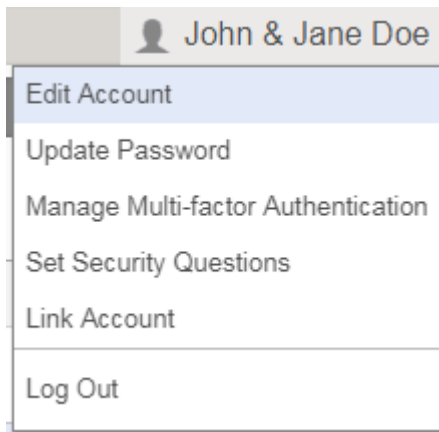 John & Jane Doe
Edit Account
Update Password
Manage Multi-factor Authentication
Set Security Questions
Link Account
Log Out